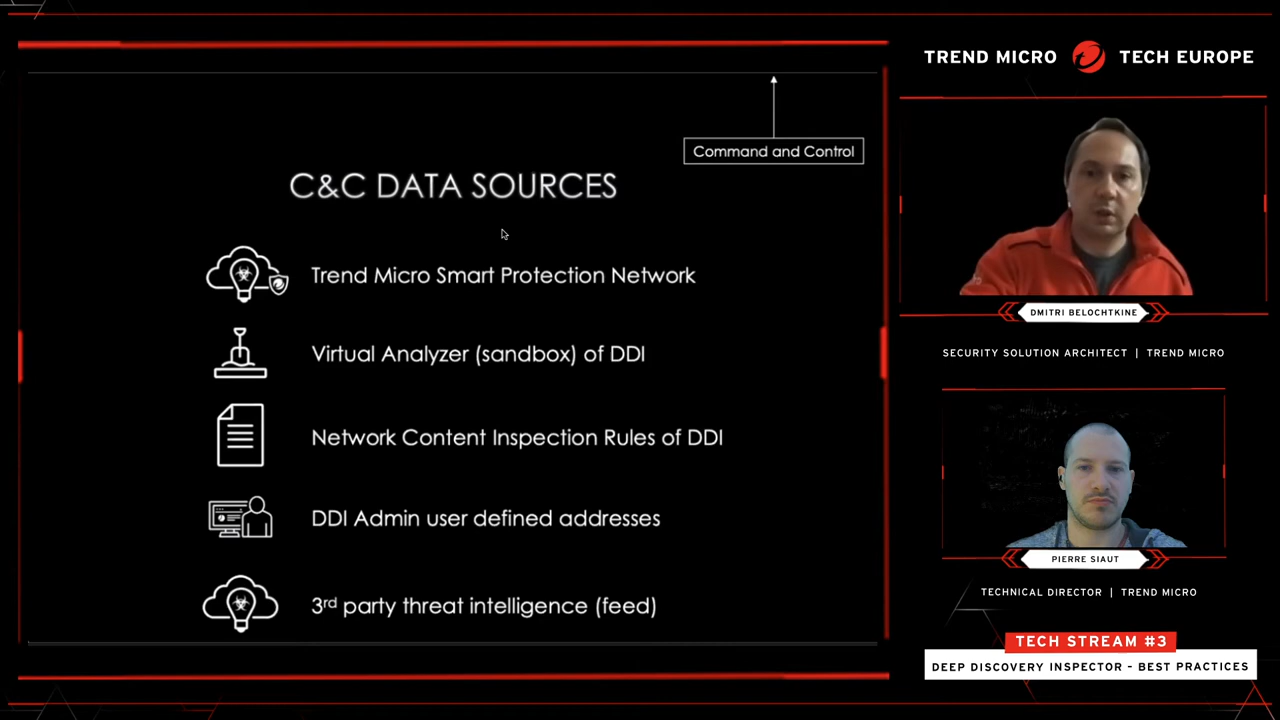 Command and Control
C&C DATA SOURCES
Trend Micro Smart Protection Network
Virtual Analyzer (sandbox) of DDI
Network Content Inspection Rules of DDI
DDI Admin user defined addresses
3rd party threat intelligence (feed)
TREND MICRO TECH EUROPE
DMITRI BELOCHTKINE
SECURITY SOLUTION ARCHITECT | TREND MICRO
PIERRE SIAUT
TECHNICAL DIRECTOR | TREND MICRO
TECH STREAM #3
DEEP DISCOVERY INSPECTOR - BEST PRACTICES